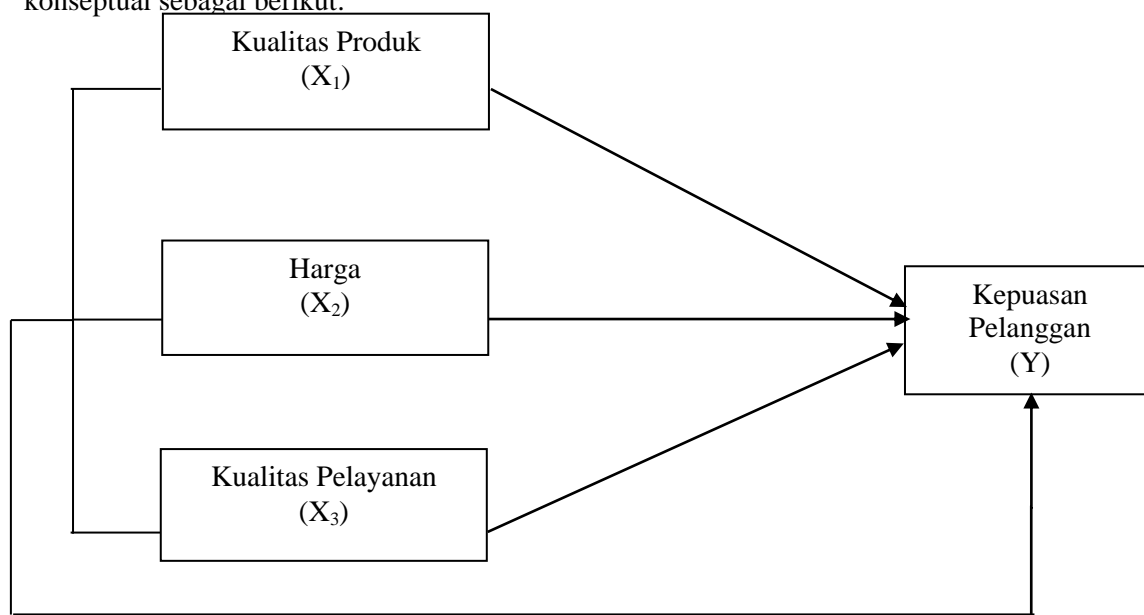 konseptual sebagai berikut.
Kualitas Produk
(X₁)
Harga
(X₂)
Kepuasan
Pelanggan
(Y)
Kualitas Pelayanan
(X₃)